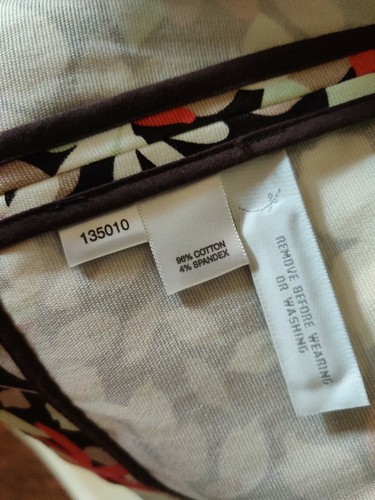 135010
96% COTTON
4% SPANDEX
REMOVE BEFORE WEARING
OR WASHING